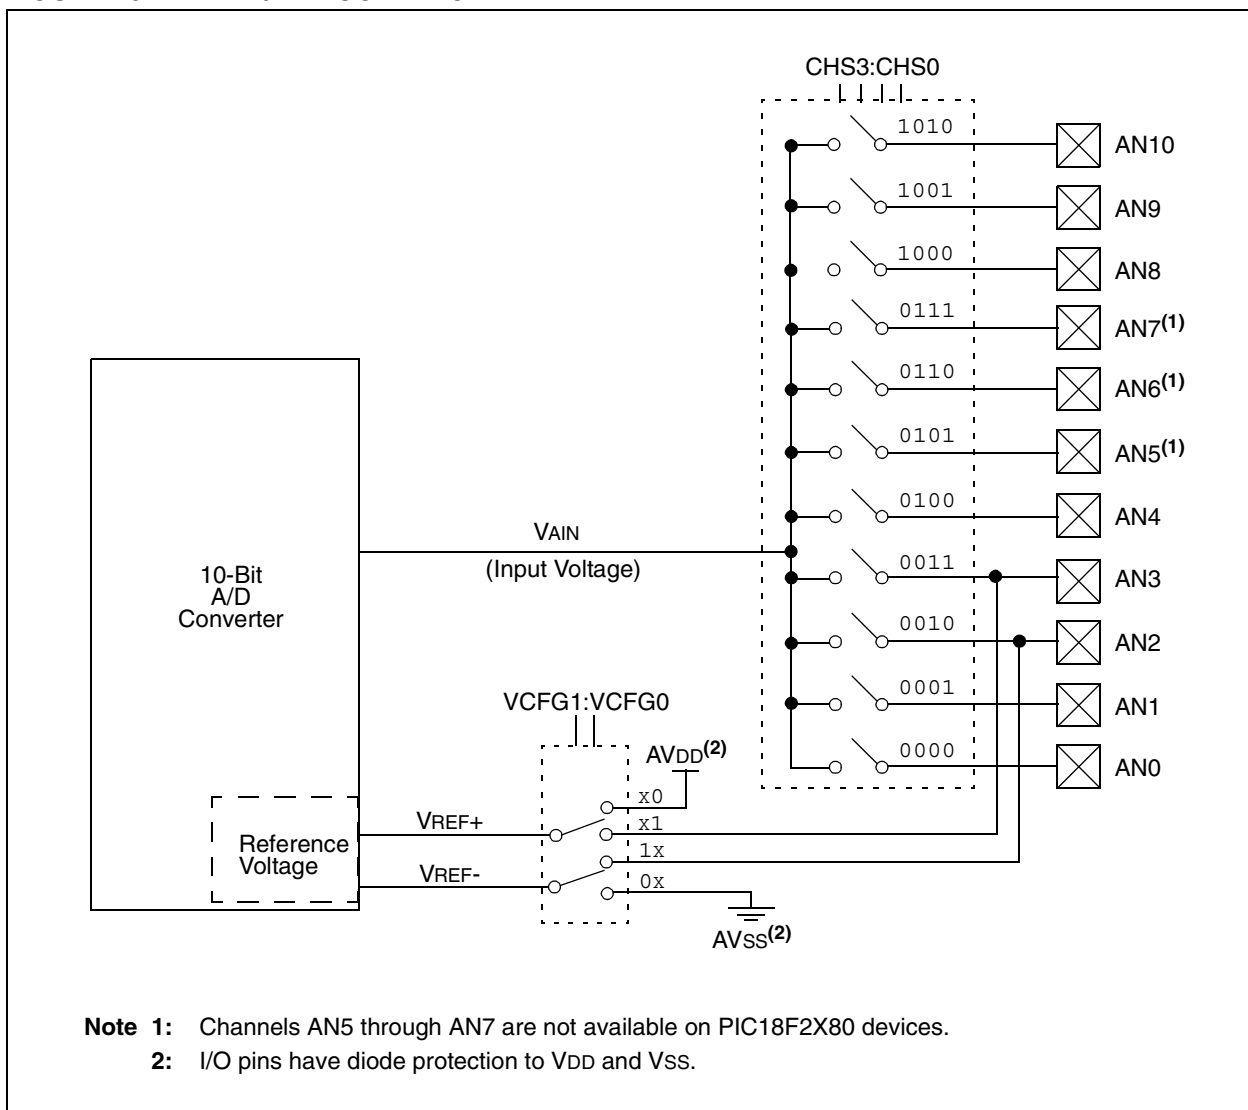 CHS3:CHS0
1010 AN10
1001 AN9
1000 AN8
0111 AN7(1)
0110 AN6(1)
0101 AN5(1)
0100 AN4
VAIN
(Input Voltage)
0011 AN3
10-Bit
A/D
Converter
0010 AN2
0001 AN1
VCFG1:VCFG0
0000 AN0
AVDD(2)
x0
Reference
Voltage
VREF+
x1
1x
VREF-
0x
AVSS(2)
Note 1: Channels AN5 through AN7 are not available on PIC18F2X80 devices.
2: I/O pins have diode protection to VDD and VSS.